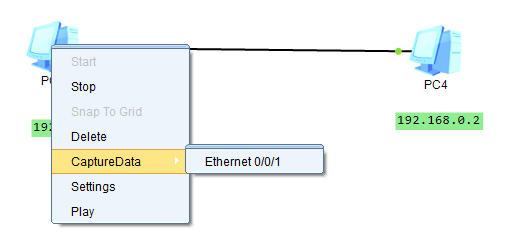 Start
Stop
Snap To Grid
Delete
CaptureData
Ethernet 0/0/1
Settings
Play
PC4
192.168.0.2